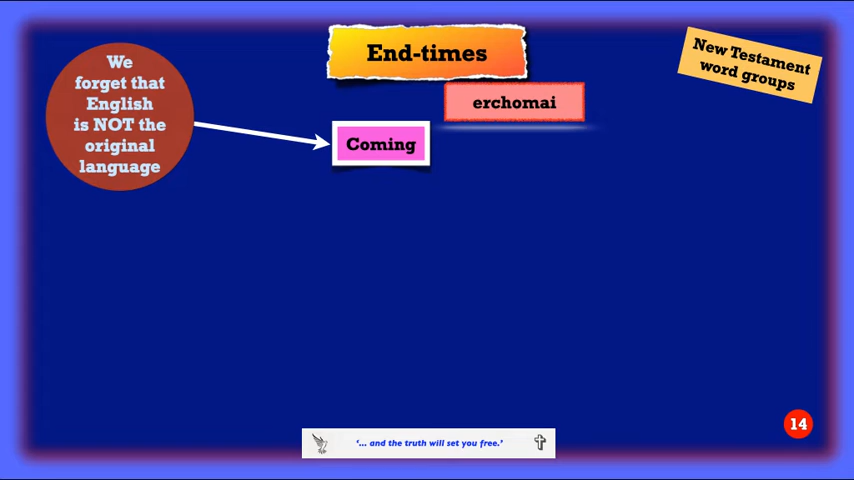 End-times
New Testament
word groups
We
forget that
English
is NOT the
original
language
erchomai
Coming
14
‘... and the truth will set you free.’